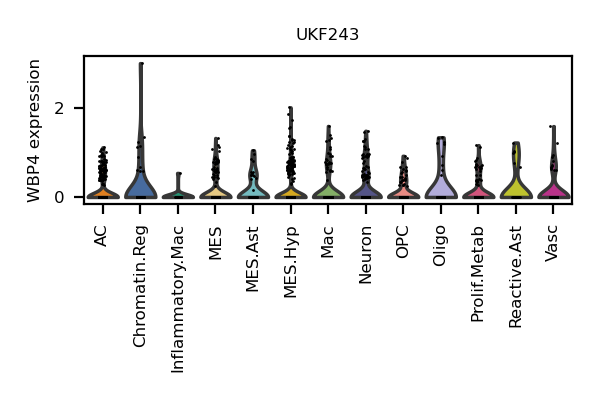 UKF243
WBP4 expression
2
0
AC
Chromatin.Reg
Inflammatory.Mac
MES
MES.Ast
MES.Hyp
Mac
Neuron
OPC
Oligo
Prolif.Metab
Reactive.Ast
Vasc